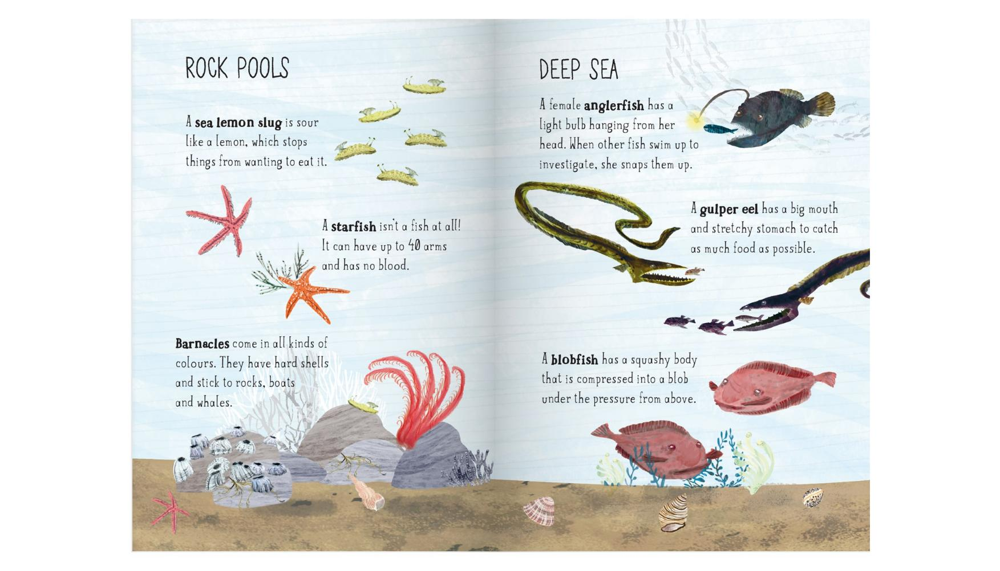 ROCK POOLS
A sea lemon slug is sour
like a lemon, which stops
things from wanting to eat it.
A starfish isn't a fish at all!
It can have up to 40 arms
and has no blood.
Barnacles come in all kinds of
colours. They have hard shells
and stick to rocks, boats
and whales.
DEEP SEA
A female anglerfish has a
light bulb hanging from her
head. When other fish swim up to
investigate, she snaps them up.
A gulper eel has a big mouth
and stretchy stomach to catch
as much food as possible.
A blobfish has a squashy body
that is compressed into a blob
under the pressure from above.